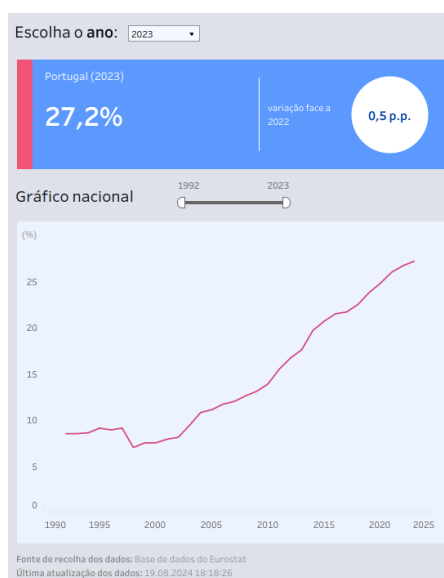 Escolha o ano: 2023
Portugal (2023)
27,2%
variação face a
2022
0,5 p.p.
Gráfico nacional
1992 2023
(%)
25
20
15
10
5
0
1990 1995 2000 2005 2010 2015 2020 2025
Fonte de recolha dos dados: Base de dados do Eurostat
Última atualização dos dados: 19.08.2024 18:18:26